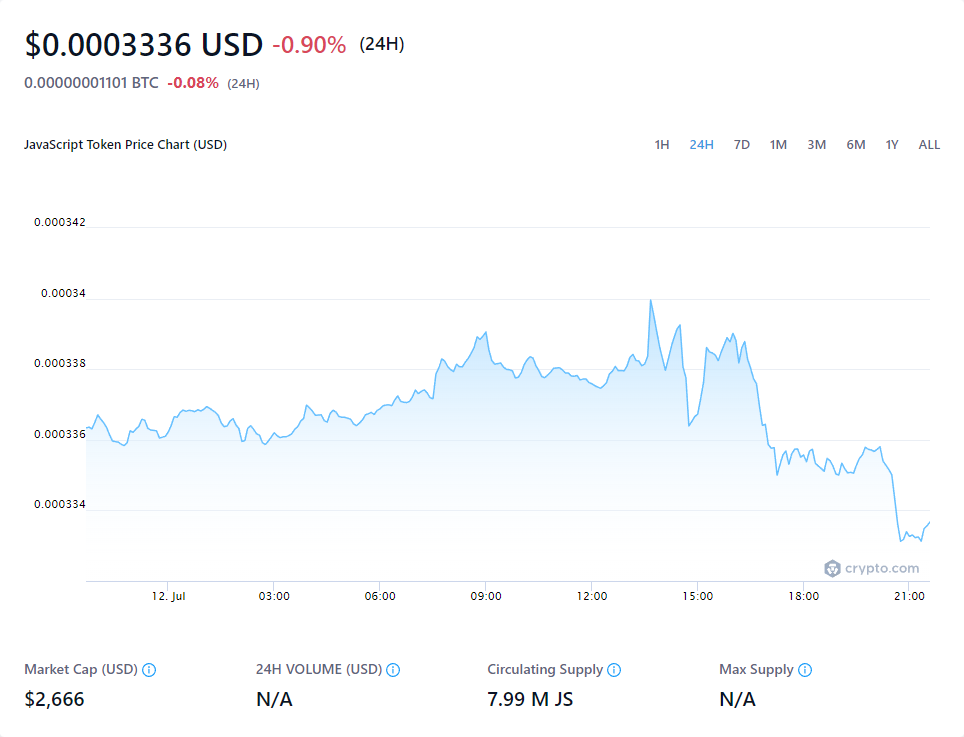 $0.0003336 USD -0.90% (24H)
0.00000001101 BTC -0.08% (24H)
JavaScript Token Price Chart (USD) 1H 24H 7D 1M 3M 6M 1Y ALL
0.000342
0.00034
0.000338
0.000336
0.000334
crypto.com
12. Jul 03:00 06:00 09:00 12:00 15:00 18:00 21:00
Market Cap (USD) 24H VOLUME (USD) Circulating Supply Max Supply
$2,666 N/A 7.99 M JS N/A